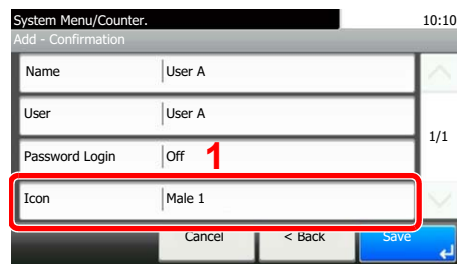 System Menu/Counter. 10:10
Add - Confirmation
Name User A
User User A
1/1
Password Login Off 1
Icon Male 1
Cancel < Back Save